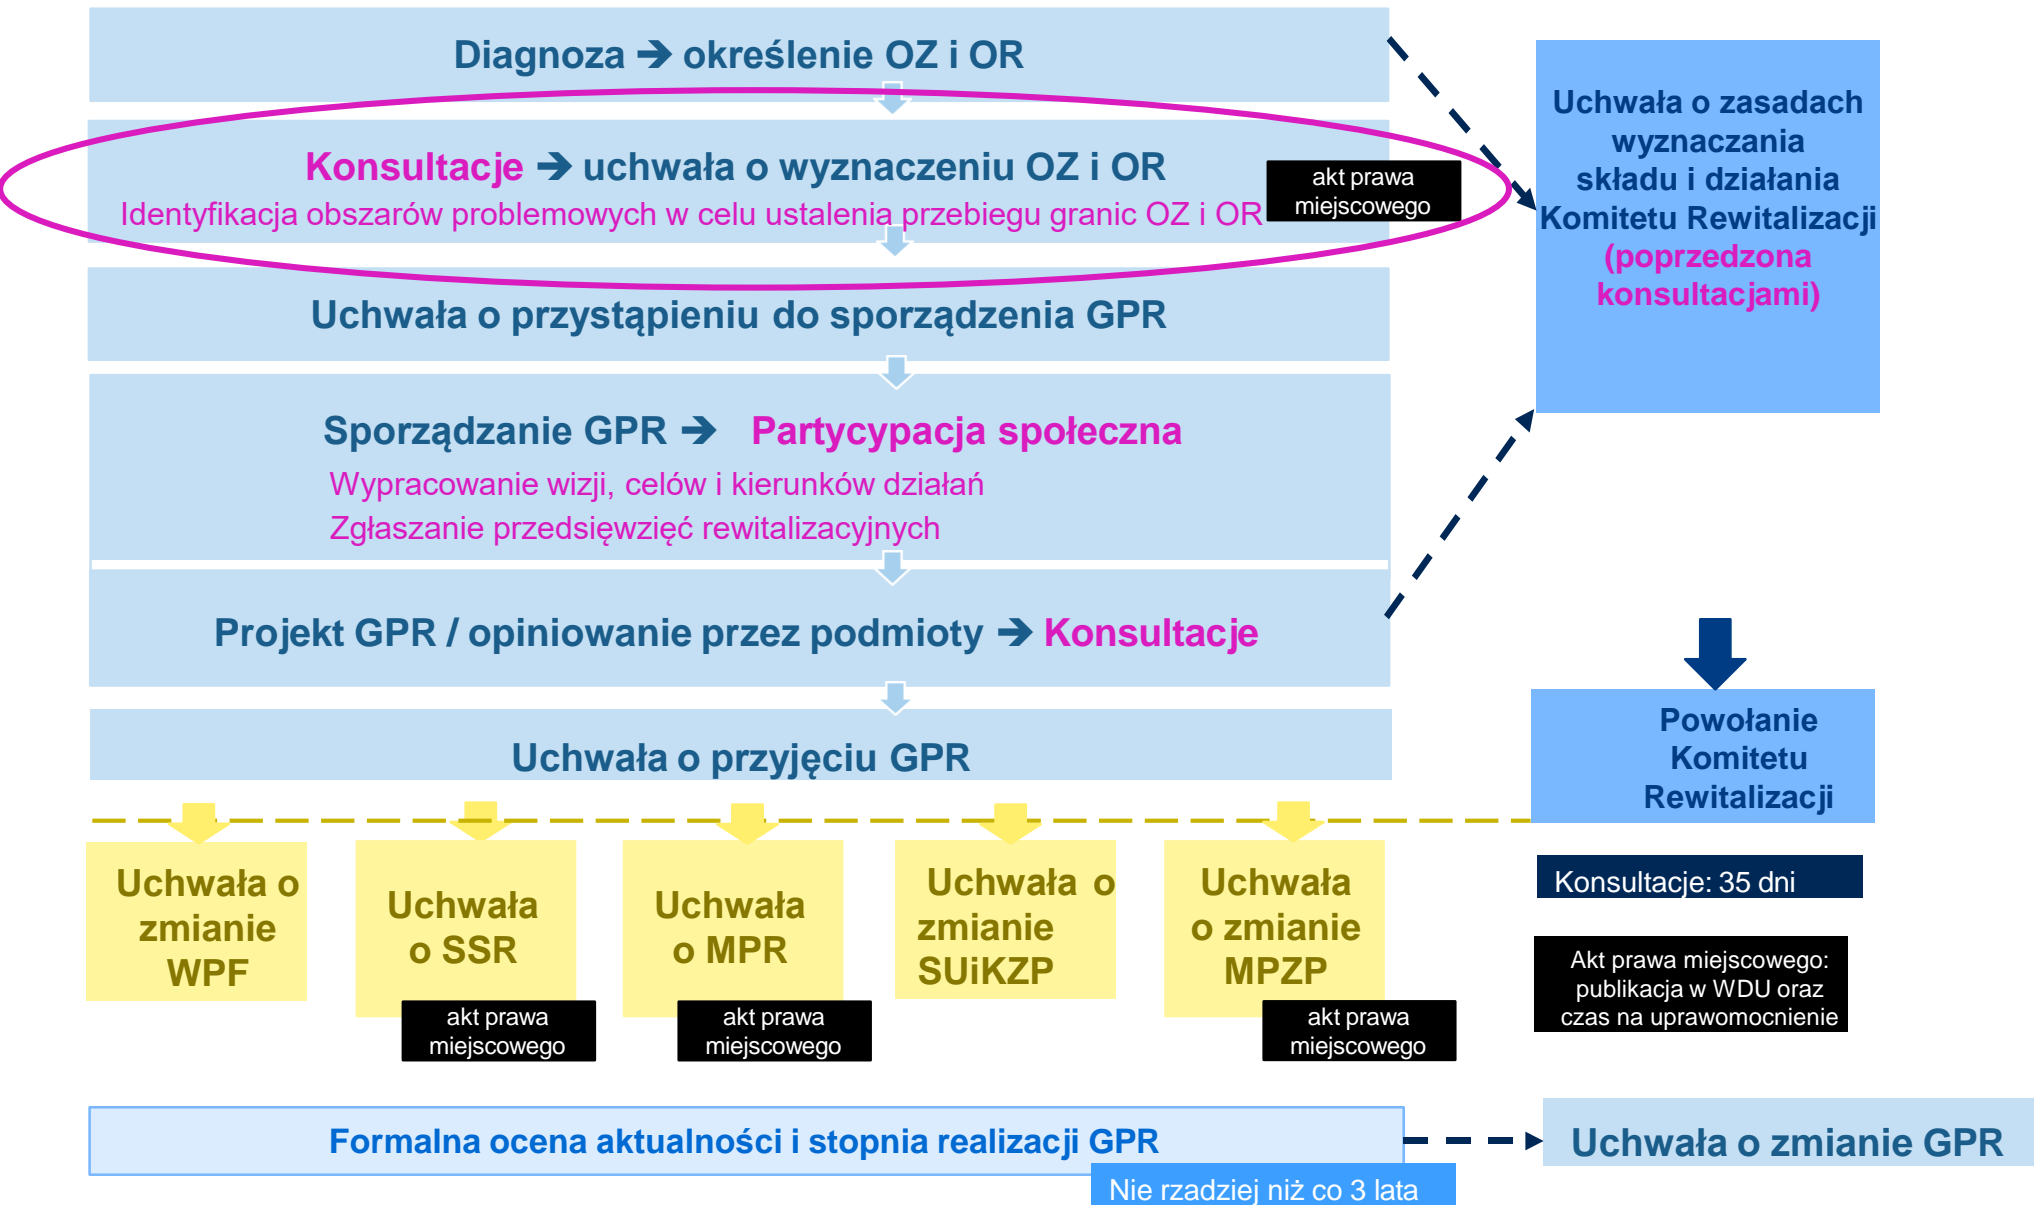 Diagnoza ➔ określenie OZ i OR
Konsultacje ➔ uchwała o wyznaczeniu OZ i OR
Identyfikacja obszarów problemowych w celu ustalenia przebiegu granic OZ i OR
akt prawa
miejscowego
Uchwała o przystąpieniu do sporządzenia GPR
Sporządzanie GPR ➔ Partycypacja społeczna
Wypracowanie wizji, celów i kierunków działań
Zgłaszanie przedsięwzięć rewitalizacyjnych
Projekt GPR / opiniowanie przez podmioty ➔ Konsultacje
Uchwała o przyjęciu GPR
Uchwała o zasadach
wyznaczania
składu i działania
Komitetu Rewitalizacji
(poprzedzona
konsultacjami)
Powołanie
Komitetu
Rewitalizacji
Uchwała o
zmianie
WPF
Uchwała
o SSR
akt prawa
miejscowego
Uchwała
o MPR
akt prawa
miejscowego
Uchwała o
zmianie
SUiKZP
Uchwała
o zmianie
MPZP
akt prawa
miejscowego
Konsultacje: 35 dni
Akt prawa miejscowego:
publikacja w WDU oraz
czas na uprawomocnienie
Formalna ocena aktualności i stopnia realizacji GPR
Nie rzadziej niż co 3 lata
Uchwała o zmianie GPR